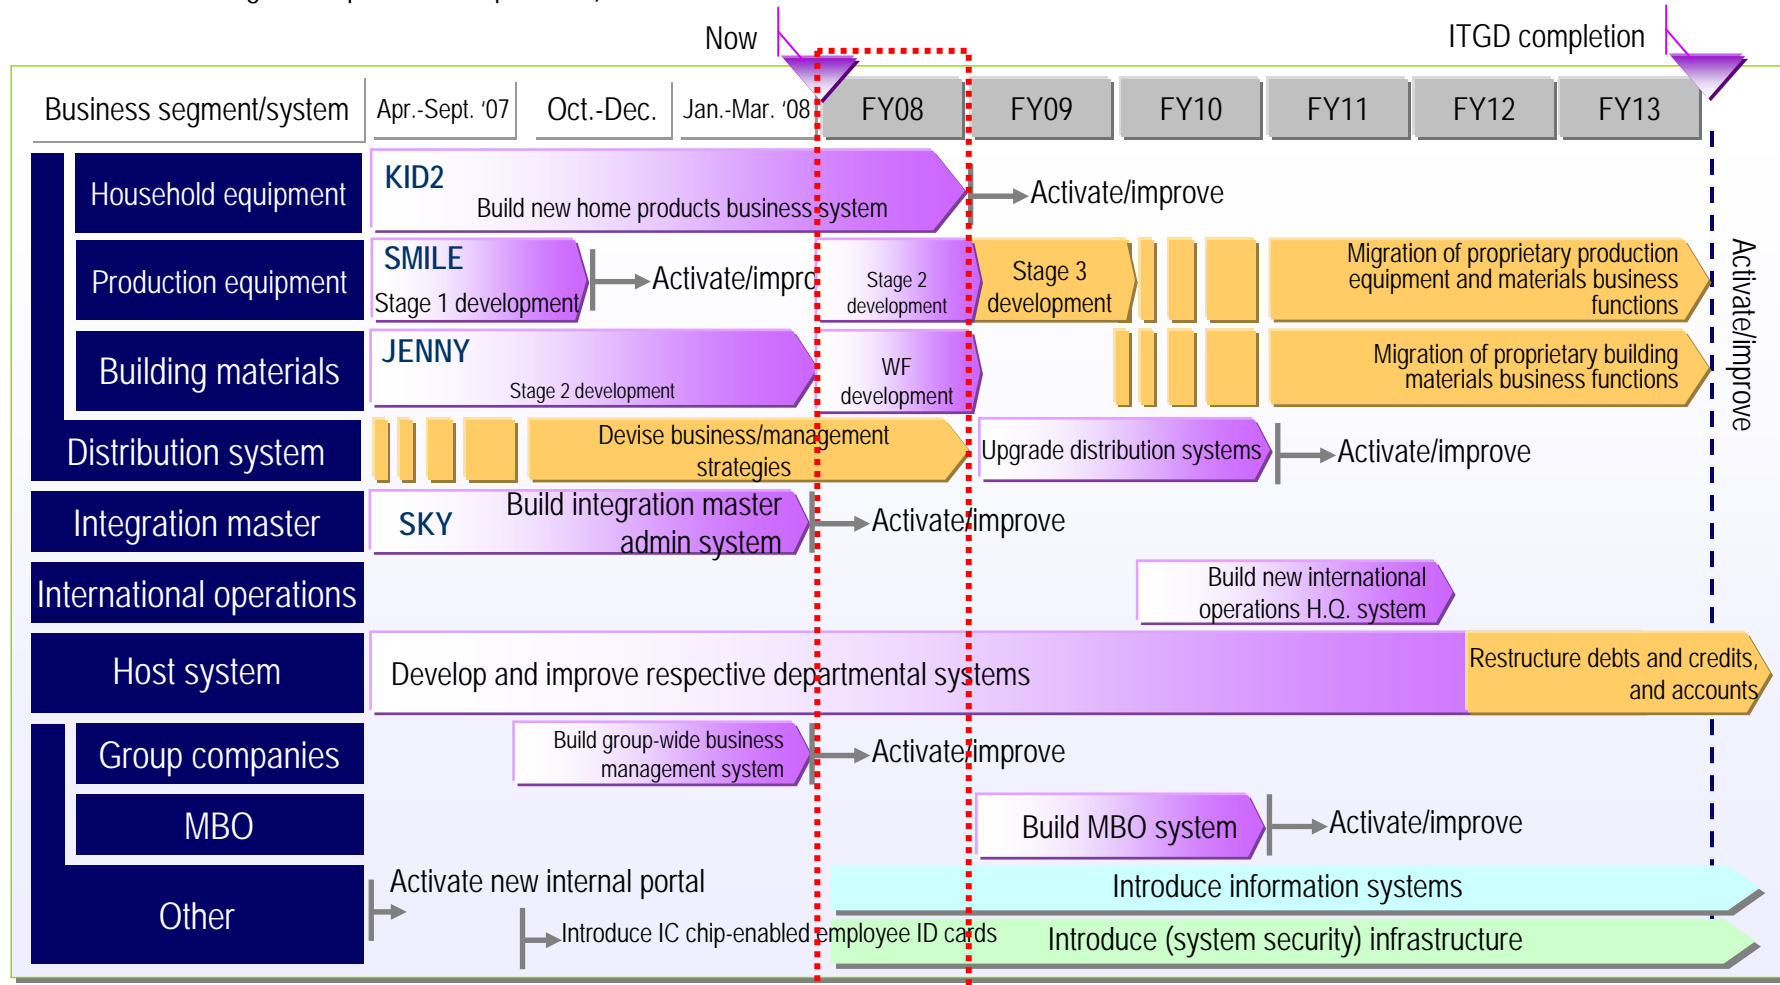 Now
ITGD completion
Business segment/system
Apr.-Sept. ‘07
Oct.-Dec.
Jan.-Mar. ‘08
FY08
FY09
FY10
FY11
FY12
FY13
Household equipment
KID2
Build new home products business system
Activate/improve
Production equipment
SMILE
Stage 1 development
Activate/impro
Stage 2
development
Stage 3
development
Migration of proprietary production
equipment and materials business
functions
Activate/improve
Building materials
JENNY
Stage 2 development
WF
development
Migration of proprietary building
materials business functions
Distribution system
Devise business/management
strategies
Upgrade distribution systems
Activate/improve
Integration master
SKY
Build integration master
admin system
Activate/improve
International operations
Build new international
operations H.Q. system
Host system
Develop and improve respective departmental systems
Restructure debts and credits,
and accounts
Group companies
Build group-wide business
management system
Activate/improve
MBO
Build MBO system
Activate/improve
Other
Activate new internal portal
Introduce IC chip-enabled employee ID cards
Introduce information systems
Introduce (system security) infrastructure